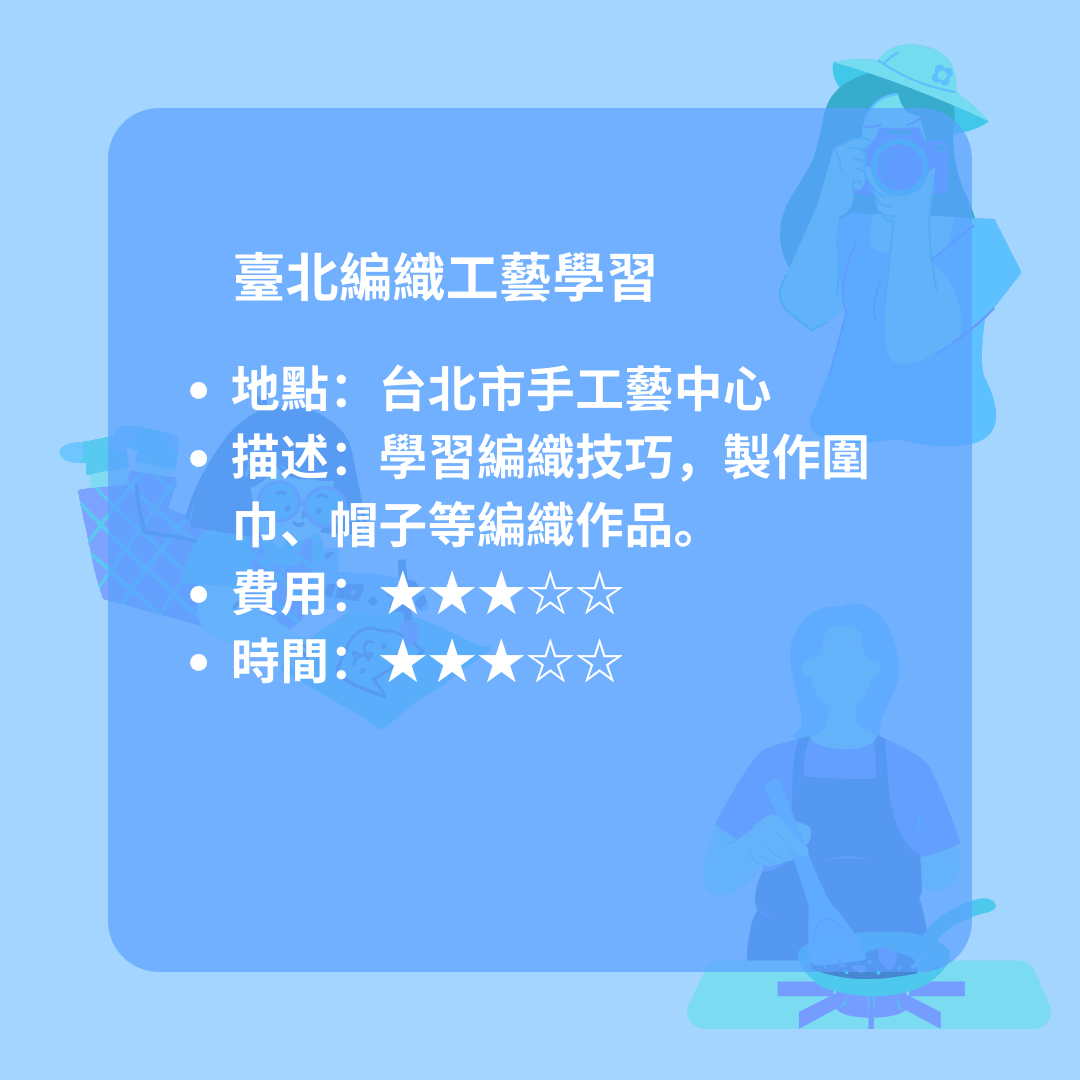 臺北編織工藝學習
• 地點：台北市手工藝中心
• 描述：學習編織技巧，製作圍
巾、帽子等編織作品。
• 費用：★★★☆☆
• 時間：★★★☆☆